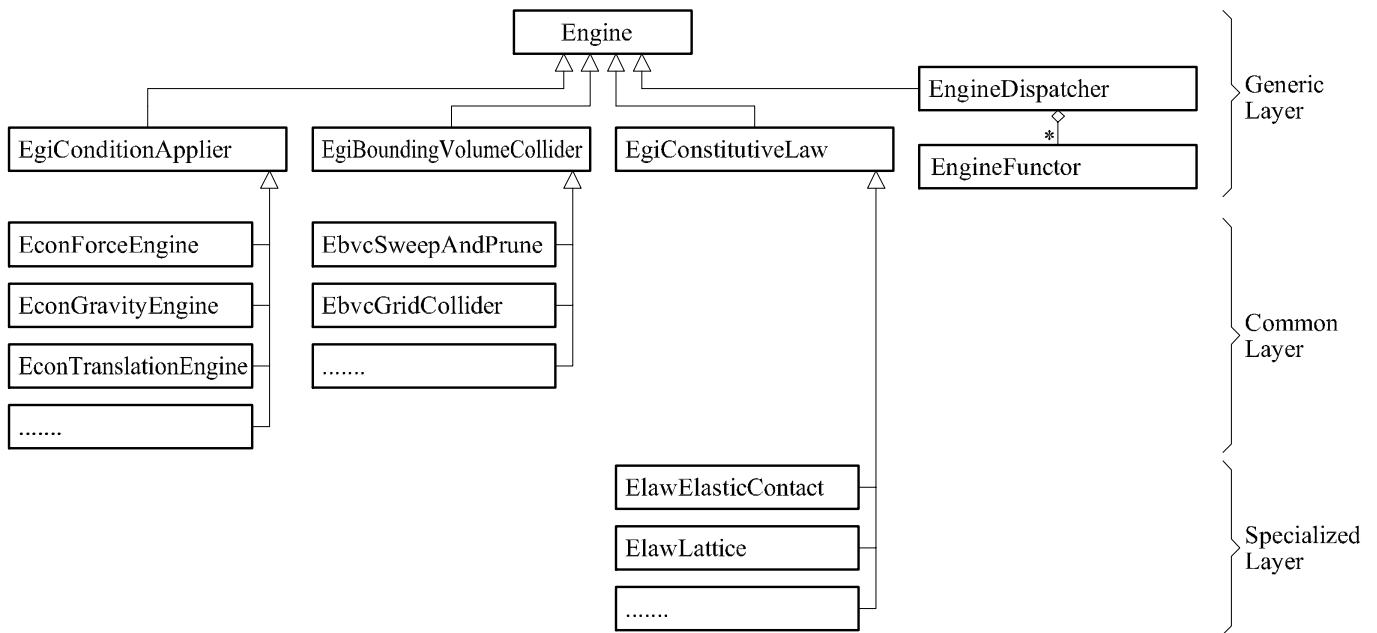 Engine
EngineDispatcher
*
EngineFunctor
EgiConditionApplier
EgiBoundingVolumeCollider
EgiConstitutiveLaw
Generic
Layer
EconForceEngine
EconGravityEngine
EconTranslationEngine
.......
EbvcSweepAndPrune
EbvcGridCollider
.......
Common
Layer
ElawElasticContact
ElawLattice
.......
Specialized
Layer